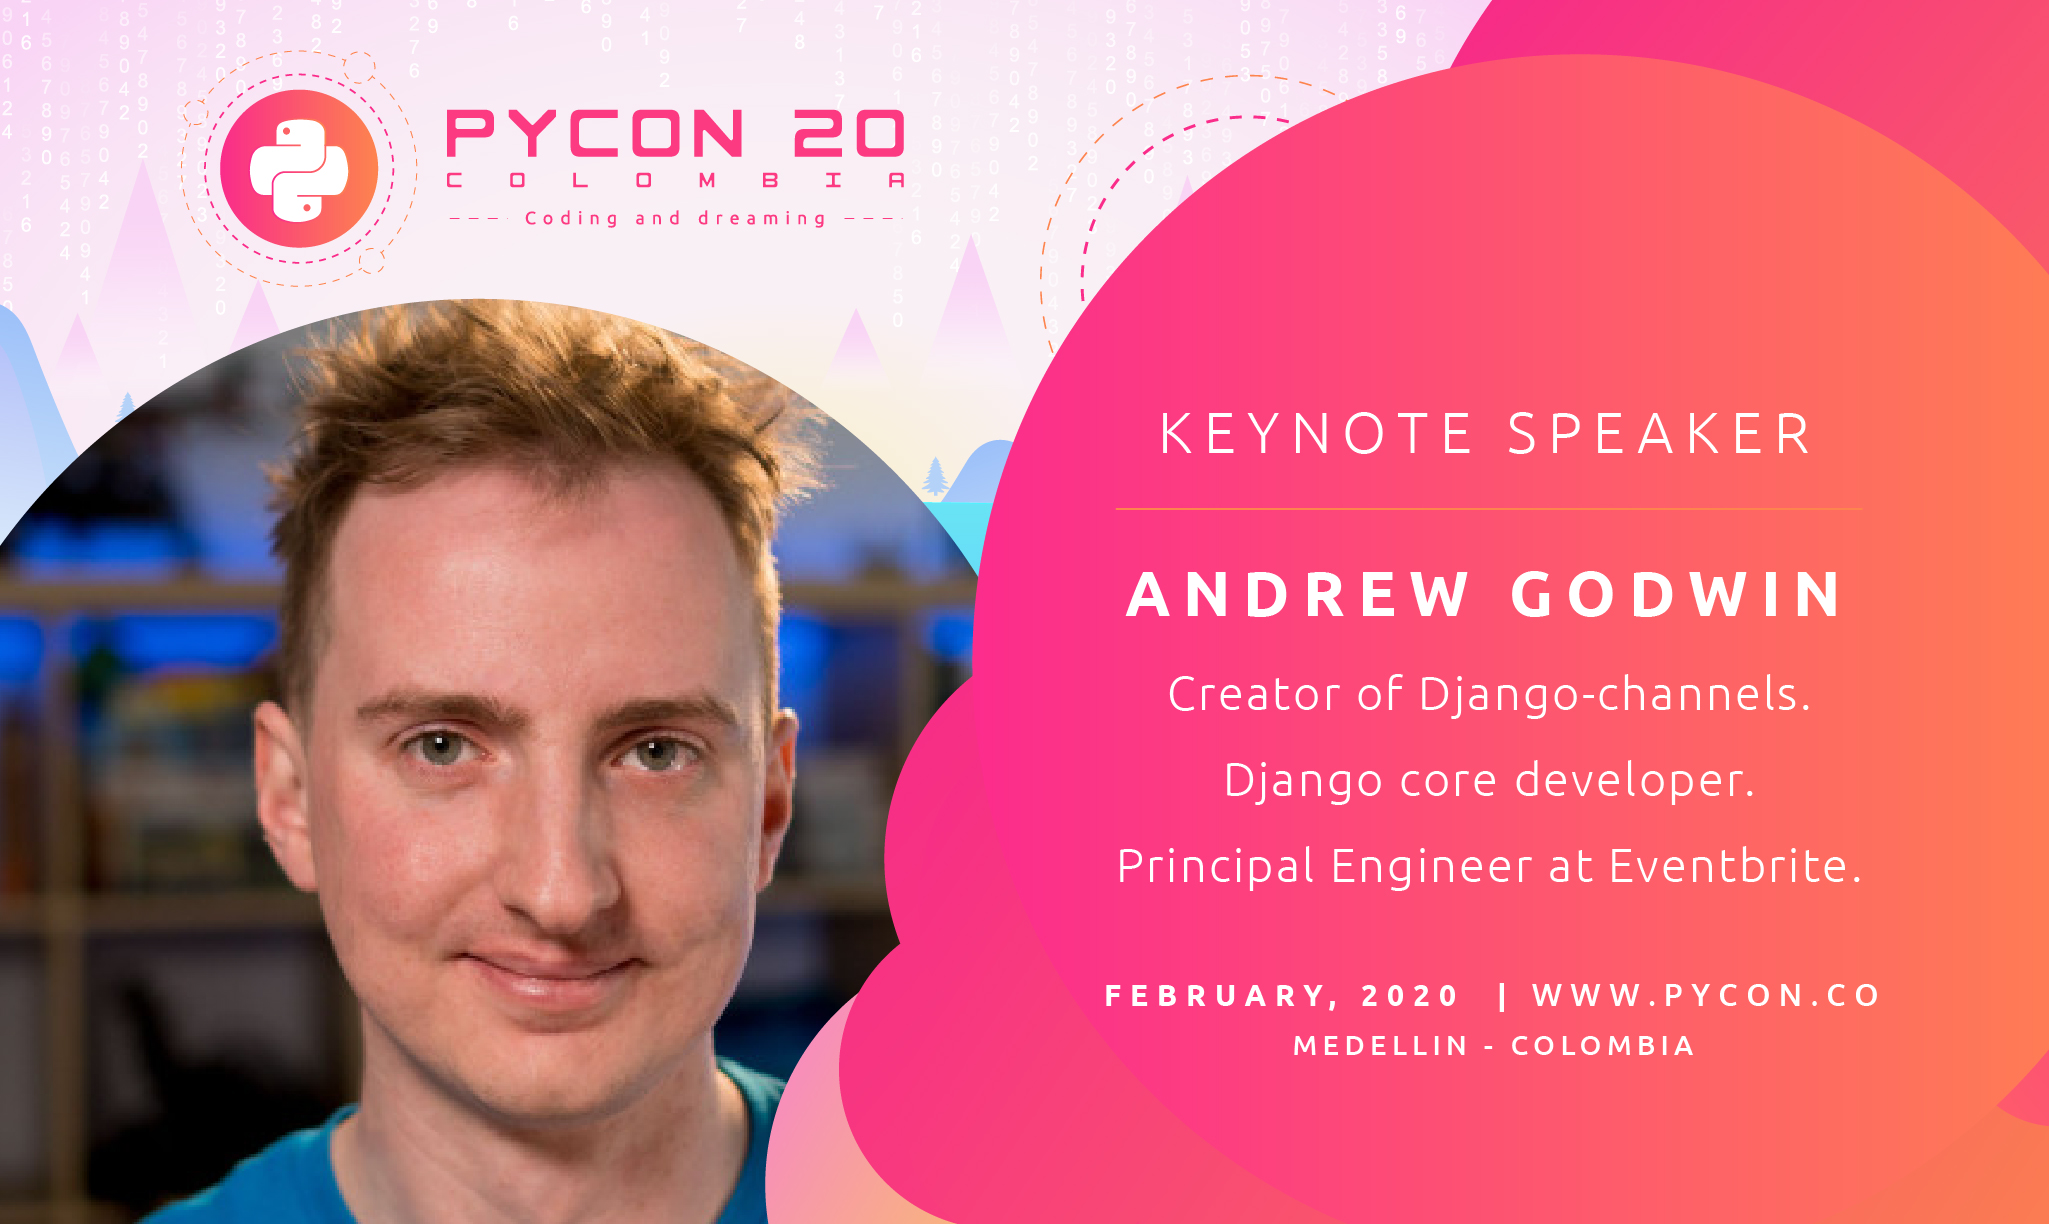 PYCON 20
COLOMBIA
Coding and dreaming
KEYNOTE SPEAKER
ANDREW GODWIN
Creator of Django-channels.
Django core developer.
Principal Engineer at Eventbrite.
FEBRUARY, 2020 | WWW.PYCON.CO
MEDELLIN - COLOMBIA